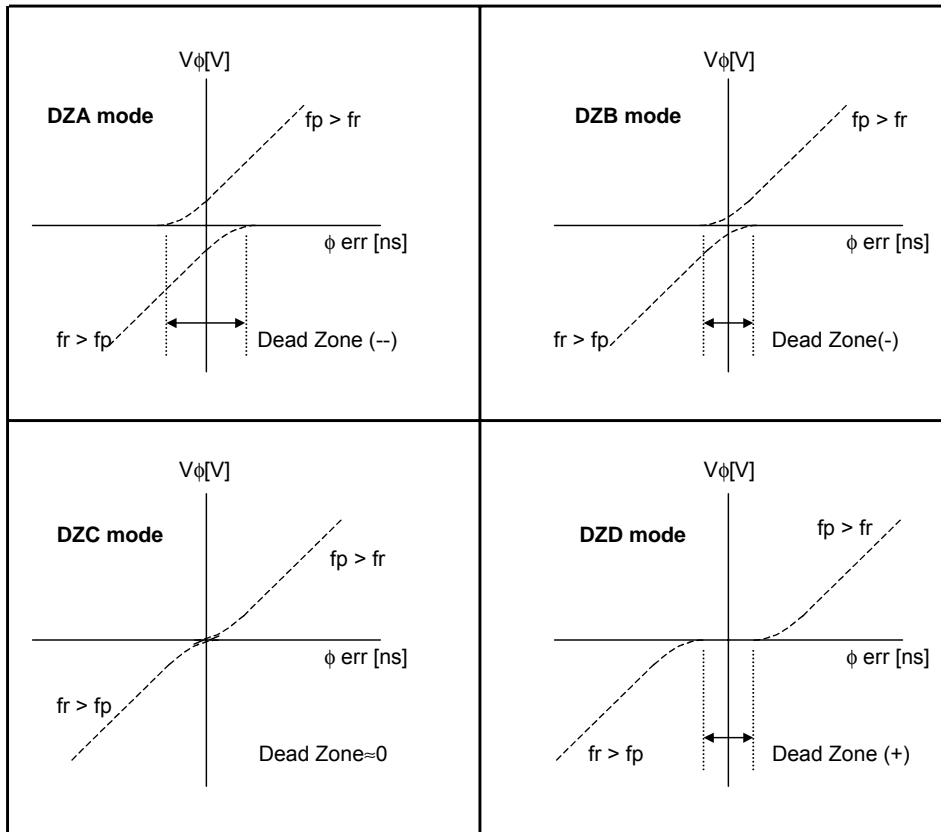 Vϕ[V]
DZA mode
fp > fr
ϕ err [ns]
fr > fp
Dead Zone (--)
Vϕ[V]
DZB mode
fp > fr
ϕ err [ns]
fr > fp
Dead Zone(-)
Vϕ[V]
DZC mode
fp > fr
ϕ err [ns]
fr > fp
Dead Zone≈0
Vϕ[V]
DZD mode
fp > fr
ϕ err [ns]
fr > fp
Dead Zone (+)